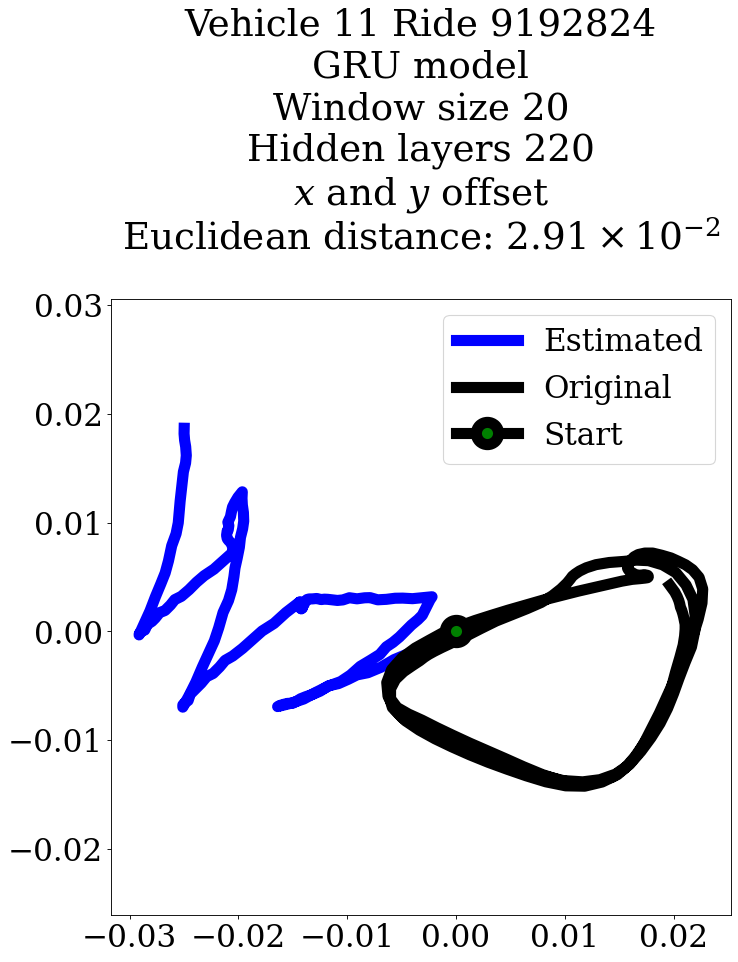 Vehicle 11 Ride 9192824
GRU model
Window size 20
Hidden layers 220
x and y offset
Euclidean distance: 2.91 × 10⁻²
0.03
0.02
0.01
0.00
−0.01
−0.02
Estimated
Original
Start
−0.03 −0.02 −0.01 0.00 0.01 0.02